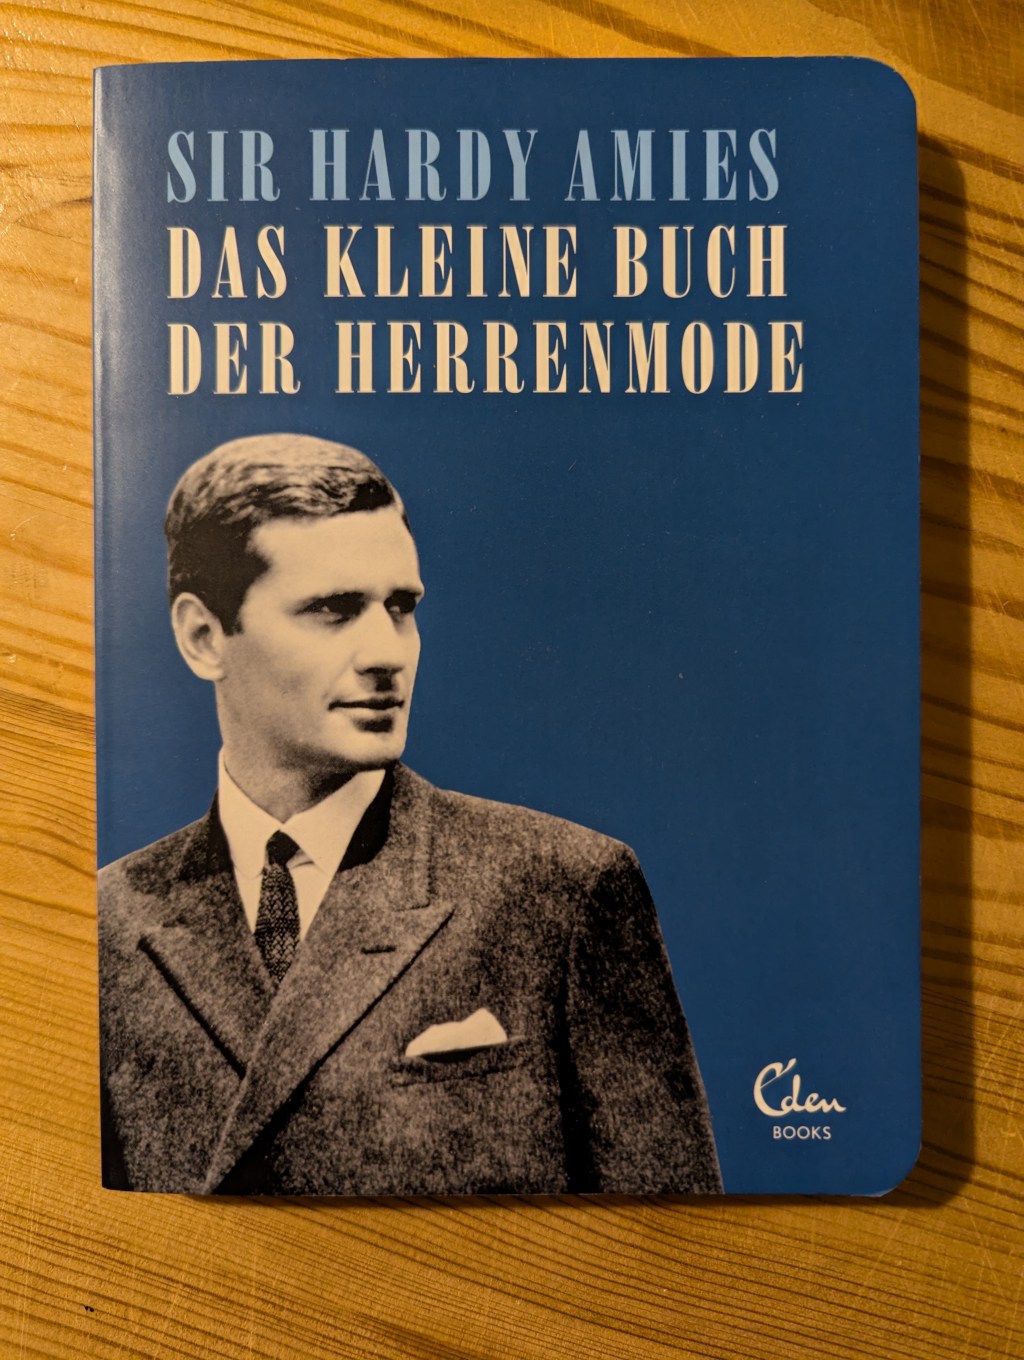 SIR HARDY AMIES
DAS KLEINE BUCH
DER HERRENMODE
Eden
BOOKS